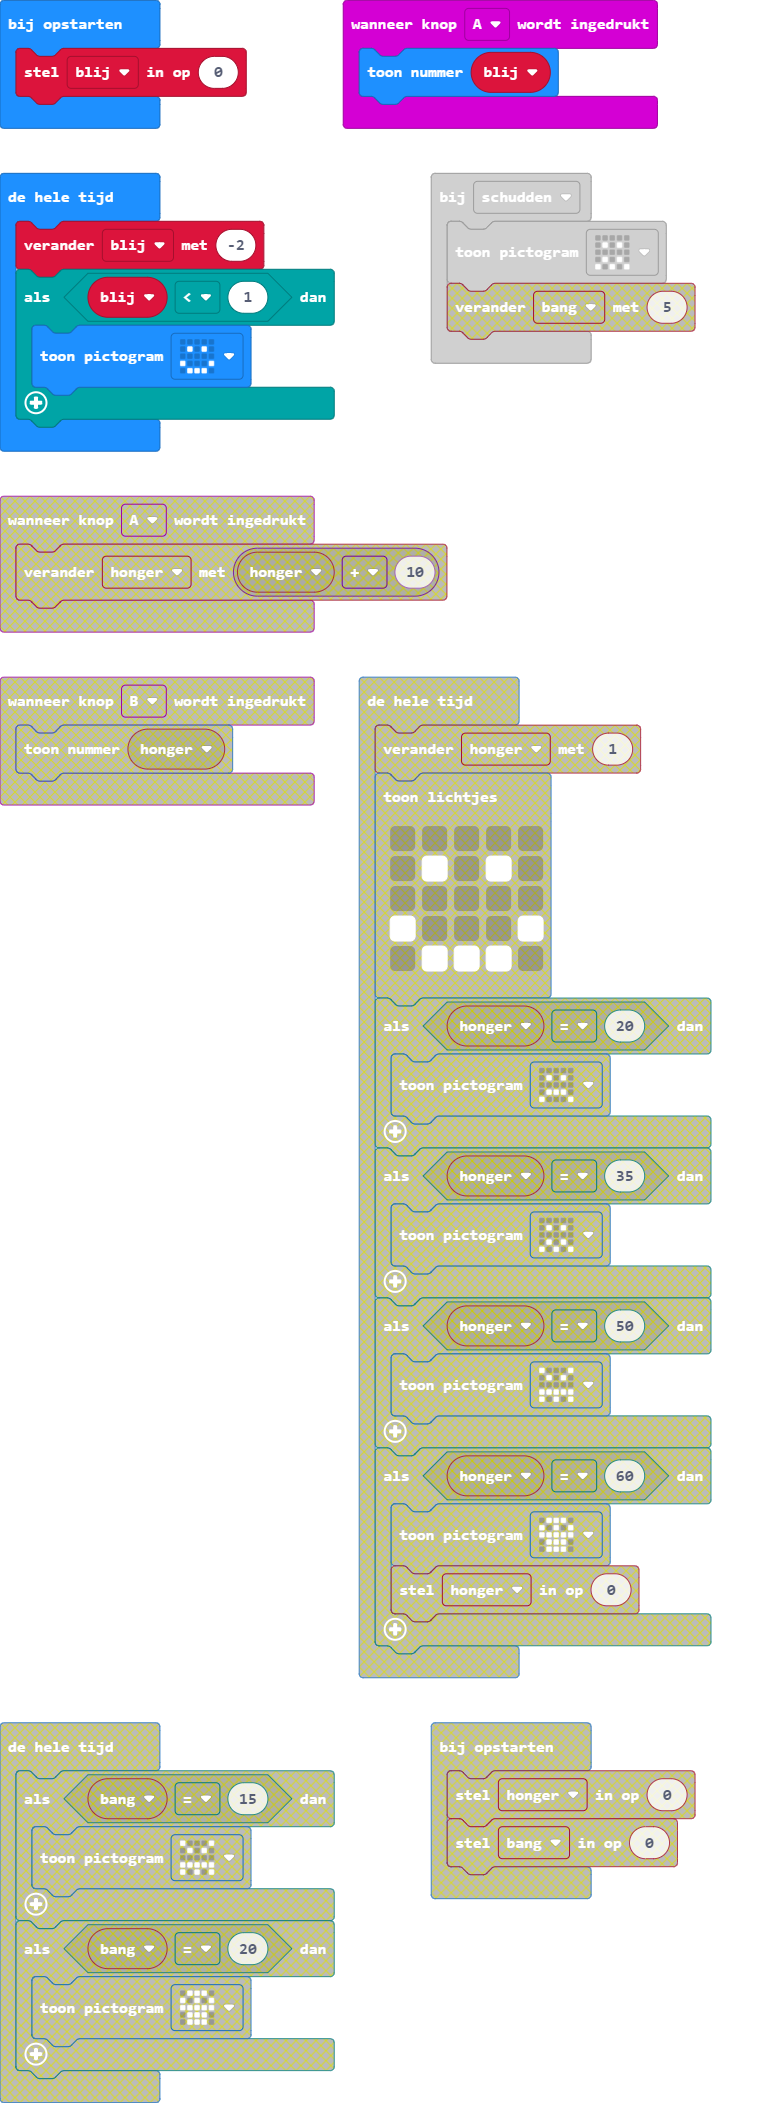 bij opstarten
stel blij in op 0
wanneer knop A wordt ingedrukt
toon nummer blij
de hele tijd
verander blij met -2
als blij < 1 dan
toon pictogram
bij schudden
toon pictogram
verander bang met 5
wanneer knop A wordt ingedrukt
verander honger met honger + 10
wanneer knop B wordt ingedrukt
toon nummer honger
de hele tijd
verander honger met 1
toon lichtjes
als honger = 20 dan
toon pictogram
als honger = 35 dan
toon pictogram
als honger = 50 dan
toon pictogram
als honger = 60 dan
toon pictogram
stel honger in op 0
de hele tijd
als bang = 15 dan
toon pictogram
als bang = 20 dan
toon pictogram
bij opstarten
stel honger in op 0
stel bang in op 0